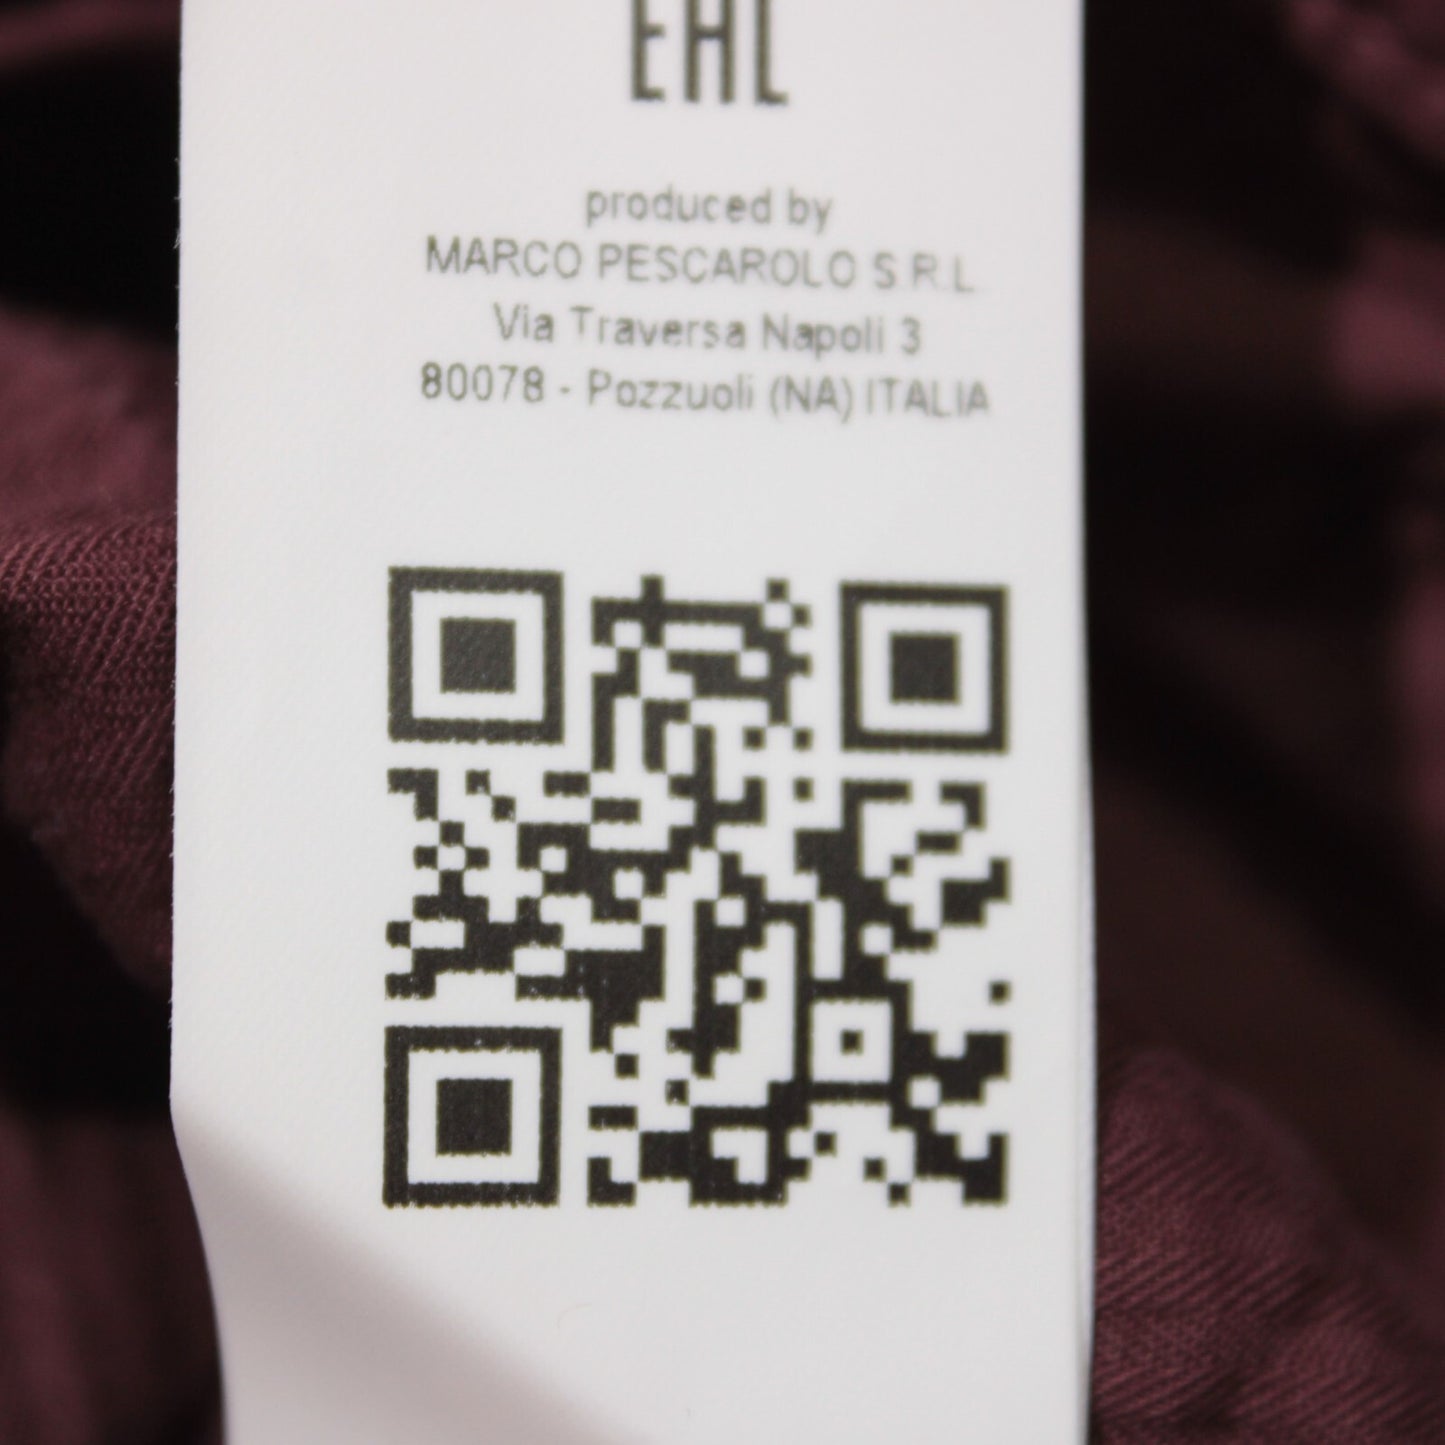 EAC
produced by
MARCO PESCAROLO S.R.L.
Via Traversa Napoli 3
80078 - Pozzuoli (NA) ITALIA